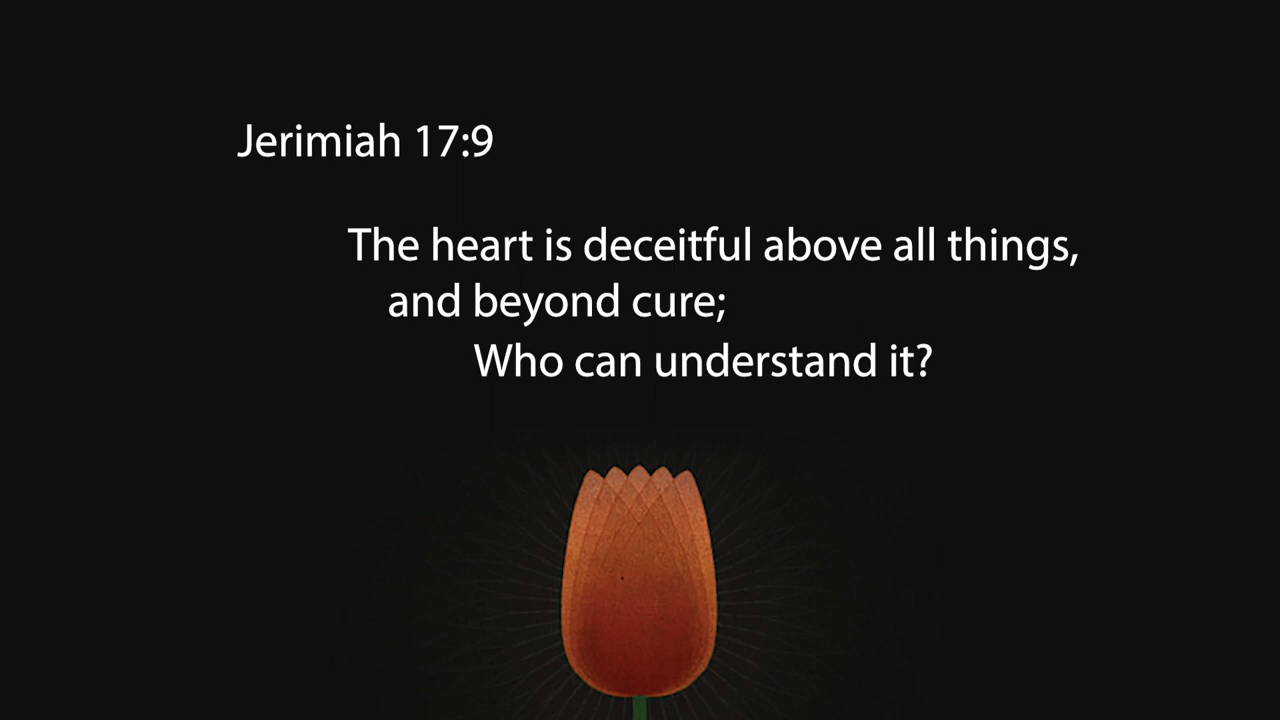 Jerimiah 17:9
The heart is deceitful above all things,
and beyond cure;
Who can understand it?